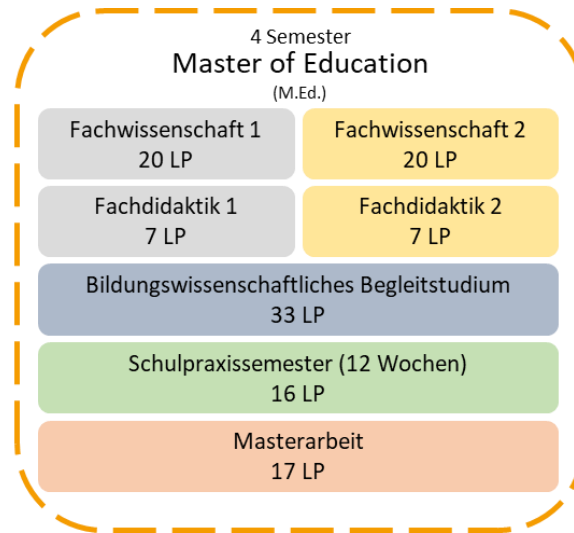 4 Semester
Master of Education
(M.Ed.)
Fachwissenschaft 1
20 LP
Fachwissenschaft 2
20 LP
Fachdidaktik 1
7 LP
Fachdidaktik 2
7 LP
Bildungswissenschaftliches Begleitstudium
33 LP
Schulpraxissemester (12 Wochen)
16 LP
Masterarbeit
17 LP